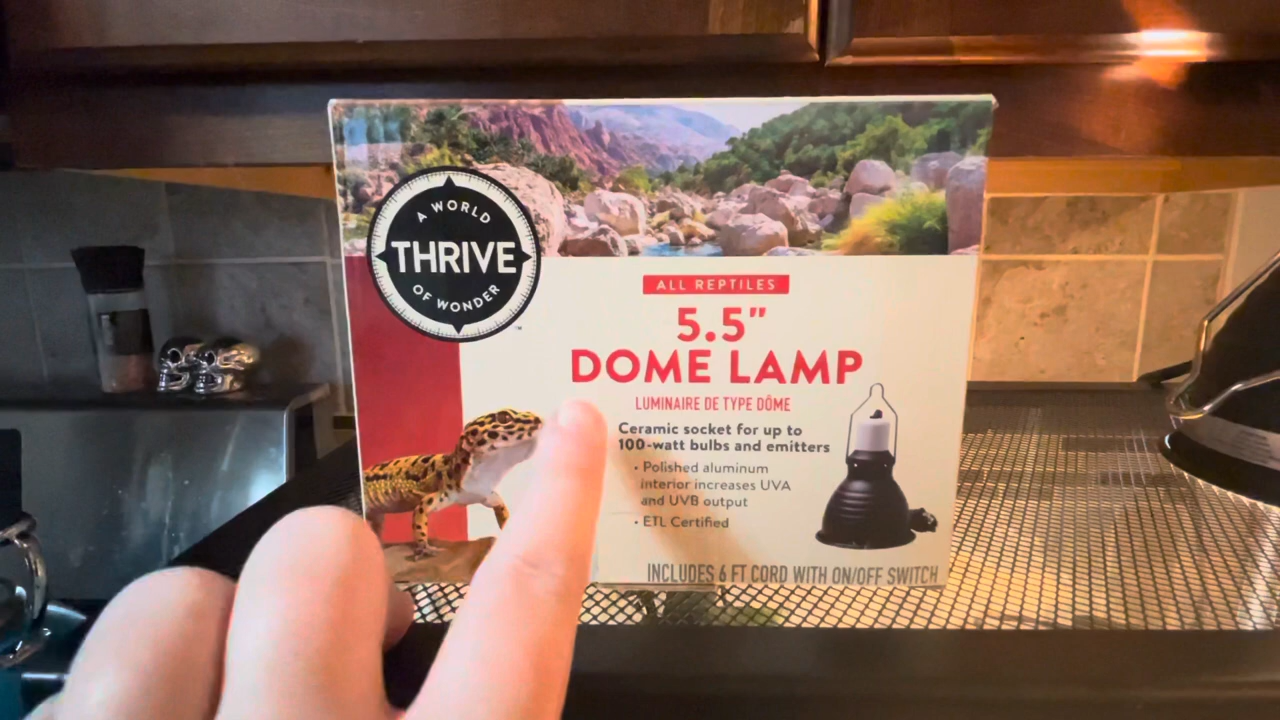 A WORLD
THRIVE
OF WONDER
™
ALL REPTILES
5.5"
DOME LAMP
LUMINAIRE DE TYPE DÔME
Ceramic socket for up to
100-watt bulbs and emitters
• Polished aluminum
interior increases UVA
and UVB output
• ETL Certified
INCLUDES 6 FT CORD WITH ON/OFF SWITCH